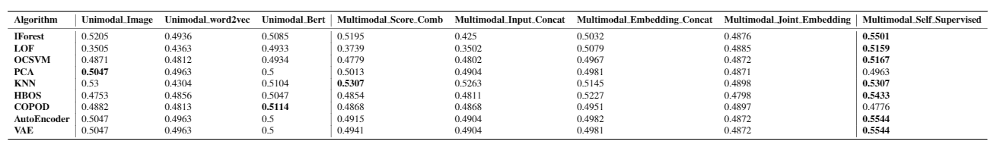 Algorithm Unimodal_Image Unimodal_word2vec Unimodal_Bert Multimodal_Score_Comb Multimodal_Input_Concat Multimodal_Embedding_Concat Multimodal_Joint_Embedding Multimodal_Self_Supervised
IForest 0.5205 0.4936 0.5085 0.5195 0.425 0.5032 0.4876 0.5501
LOF 0.3505 0.4363 0.4933 0.3739 0.3502 0.5079 0.4885 0.5159
OCSVM 0.4871 0.4812 0.4934 0.4779 0.4802 0.4967 0.4872 0.5167
PCA 0.5047 0.4963 0.5 0.5013 0.4904 0.4981 0.4871 0.4963
KNN 0.53 0.4304 0.5104 0.5307 0.5263 0.5145 0.4898 0.5307
HBOS 0.4753 0.4856 0.5047 0.4854 0.4811 0.5227 0.4798 0.5433
COPOD 0.4882 0.4813 0.5114 0.4868 0.4868 0.4951 0.4897 0.4776
AutoEncoder 0.5047 0.4963 0.5 0.4915 0.4904 0.4982 0.4872 0.5544
VAE 0.5047 0.4963 0.5 0.4941 0.4904 0.4981 0.4872 0.5544